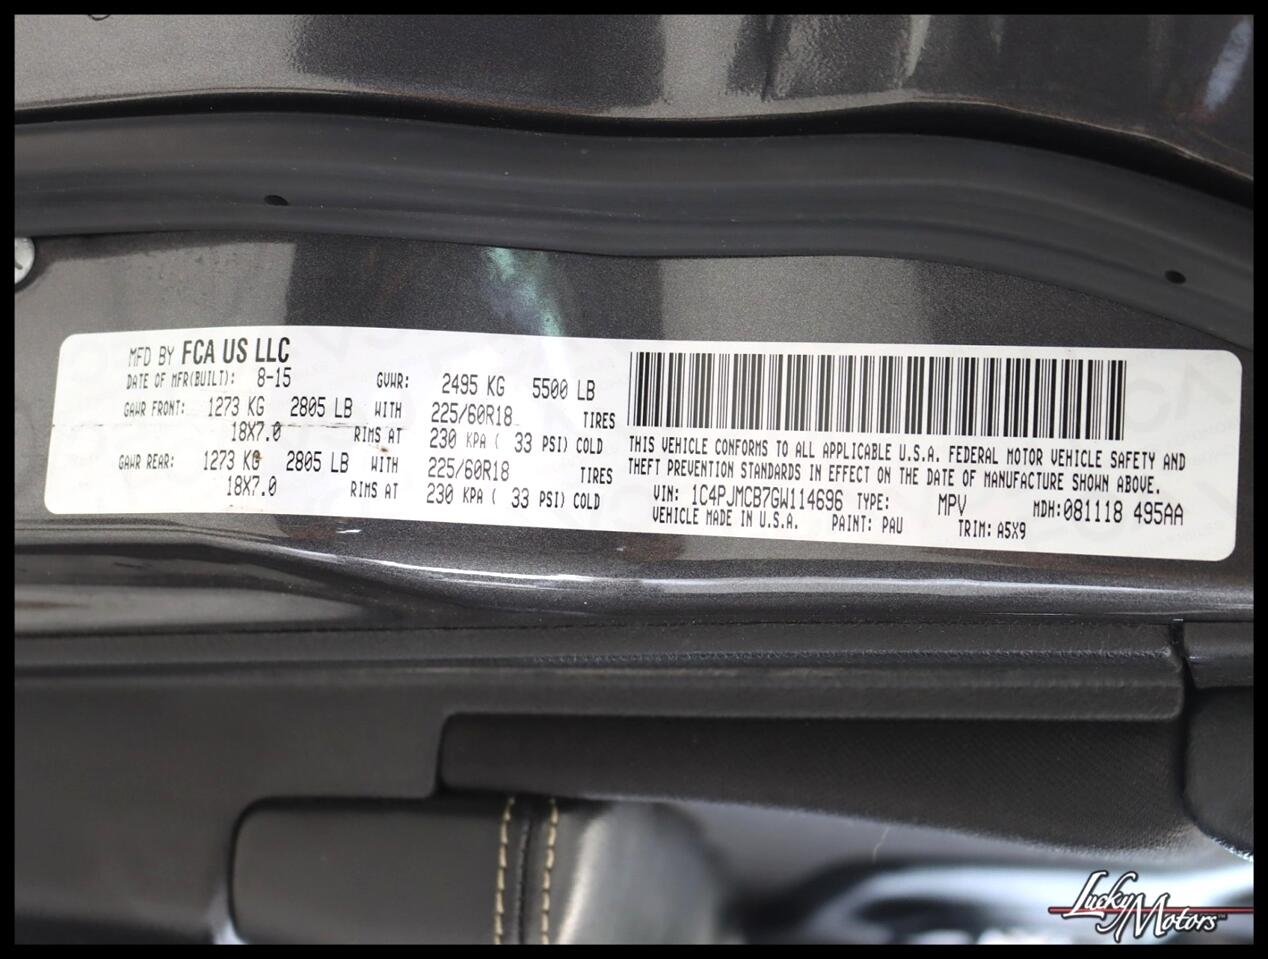 MFD BY FCA US LLC
DATE OF MFR(BUILT): 8-15 GVWR: 2495 KG 5500 LB
GAWR FRONT: 1273 KG 2805 LB WITH 225/60R18 TIRES
18X7.0 RIMS AT 230 KPA ( 33 PSI) COLD
GAWR REAR: 1273 KG 2805 LB WITH 225/60R18 TIRES
18X7.0 RIMS AT 230 KPA ( 33 PSI) COLD
THIS VEHICLE CONFORMS TO ALL APPLICABLE U.S.A. FEDERAL MOTOR VEHICLE SAFETY AND
THEFT PREVENTION STANDARDS IN EFFECT ON THE DATE OF MANUFACTURE SHOWN ABOVE.
VIN: 1C4PJMCB7GW114696 TYPE: MPV MDH:081118 495AA
VEHICLE MADE IN U.S.A. PAINT: PAU TRIM: A5X9
Lucky Motors